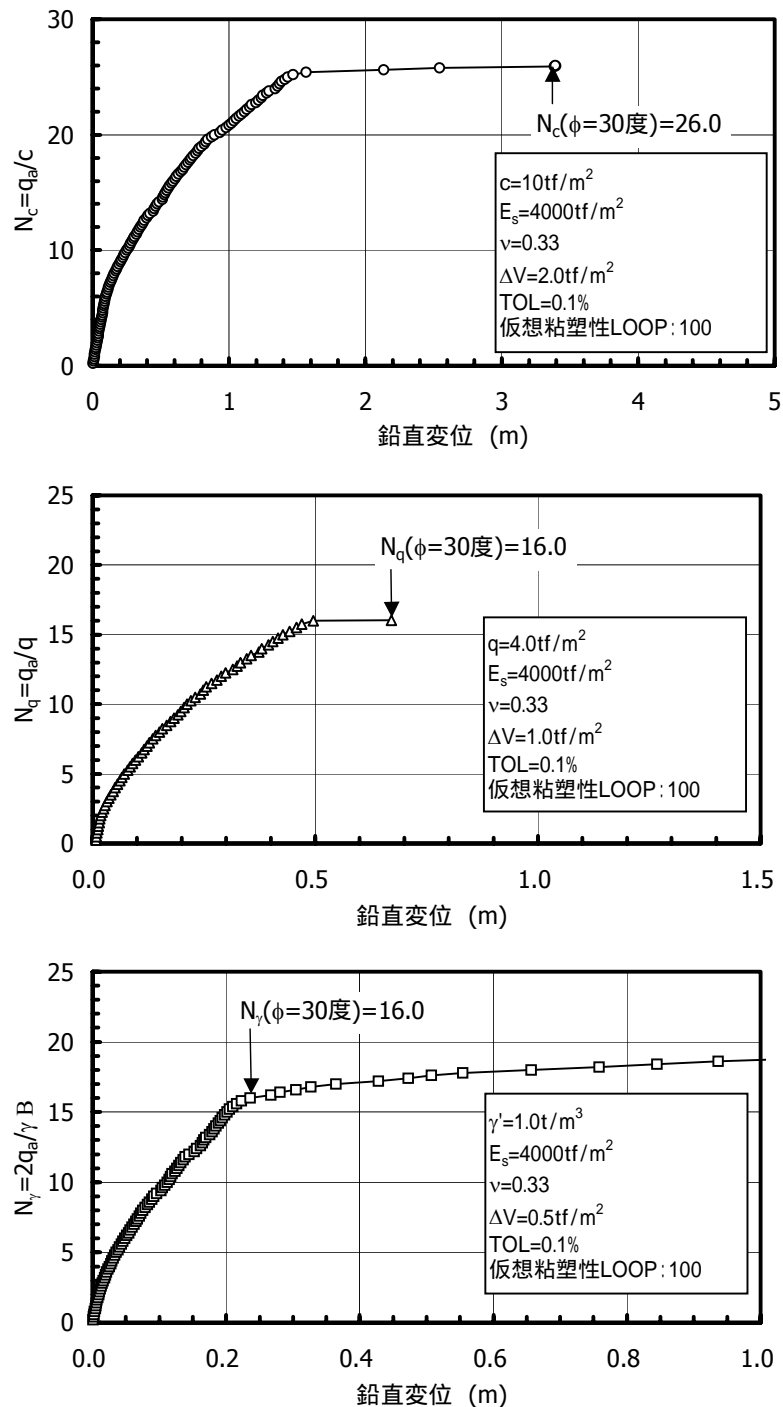 30
20
10
0
N_c=q_a/c
N_c(φ=30度)=26.0
c=10tf/m²
E_s=4000tf/m²
ν=0.33
ΔV=2.0tf/m²
TOL=0.1%
仮想粘塑性LOOP:100
0 1 2 3 4 5
鉛直変位 (m)
25
20
15
10
5
0
N_q=q_a/q
N_q(φ=30度)=16.0
q=4.0tf/m²
E_s=4000tf/m²
ν=0.33
ΔV=1.0tf/m²
TOL=0.1%
仮想粘塑性LOOP:100
0.0 0.5 1.0 1.5
鉛直変位 (m)
25
20
15
10
5
0
N_γ=2q_a/γ B
N_γ(φ=30度)=16.0
γ'=1.0t/m³
E_s=4000tf/m²
ν=0.33
ΔV=0.5tf/m²
TOL=0.1%
仮想粘塑性LOOP:100
0.0 0.2 0.4 0.6 0.8 1.0
鉛直変位 (m)